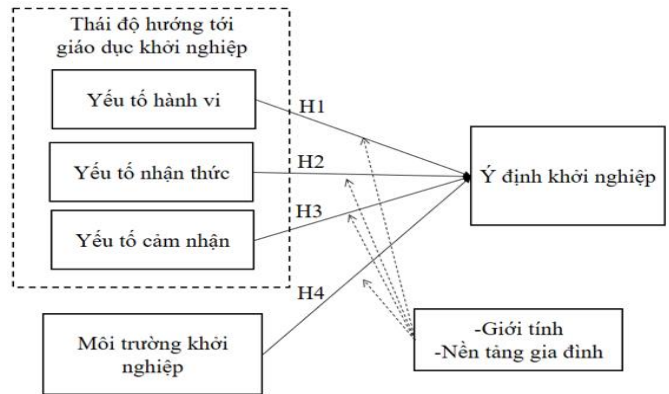 Thái độ hướng tới
giáo dục khởi nghiệp
Yếu tố hành vi
H1
Yếu tố nhận thức
H2
Ý định khởi nghiệp
Yếu tố cảm nhận
H3
H4
Môi trường khởi
nghiệp
-Giới tính
-Nền tảng gia đình